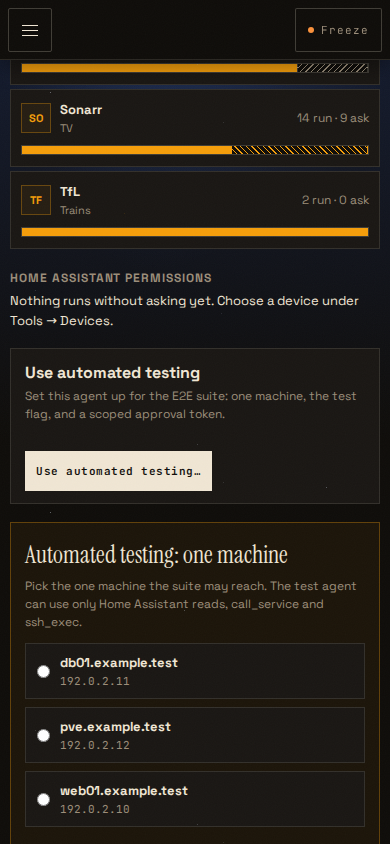 Freeze
SO
Sonarr
TV
14 run · 9 ask
TF
TfL
Trains
2 run · 0 ask
HOME ASSISTANT PERMISSIONS
Nothing runs without asking yet. Choose a device under
Tools → Devices.
Use automated testing
Set this agent up for the E2E suite: one machine, the test
flag, and a scoped approval token.
Use automated testing…
Automated testing: one machine
Pick the one machine the suite may reach. The test agent
can use only Home Assistant reads, call_service and
ssh_exec.
db01.example.test
192.0.2.11
pve.example.test
192.0.2.12
web01.example.test
192.0.2.10